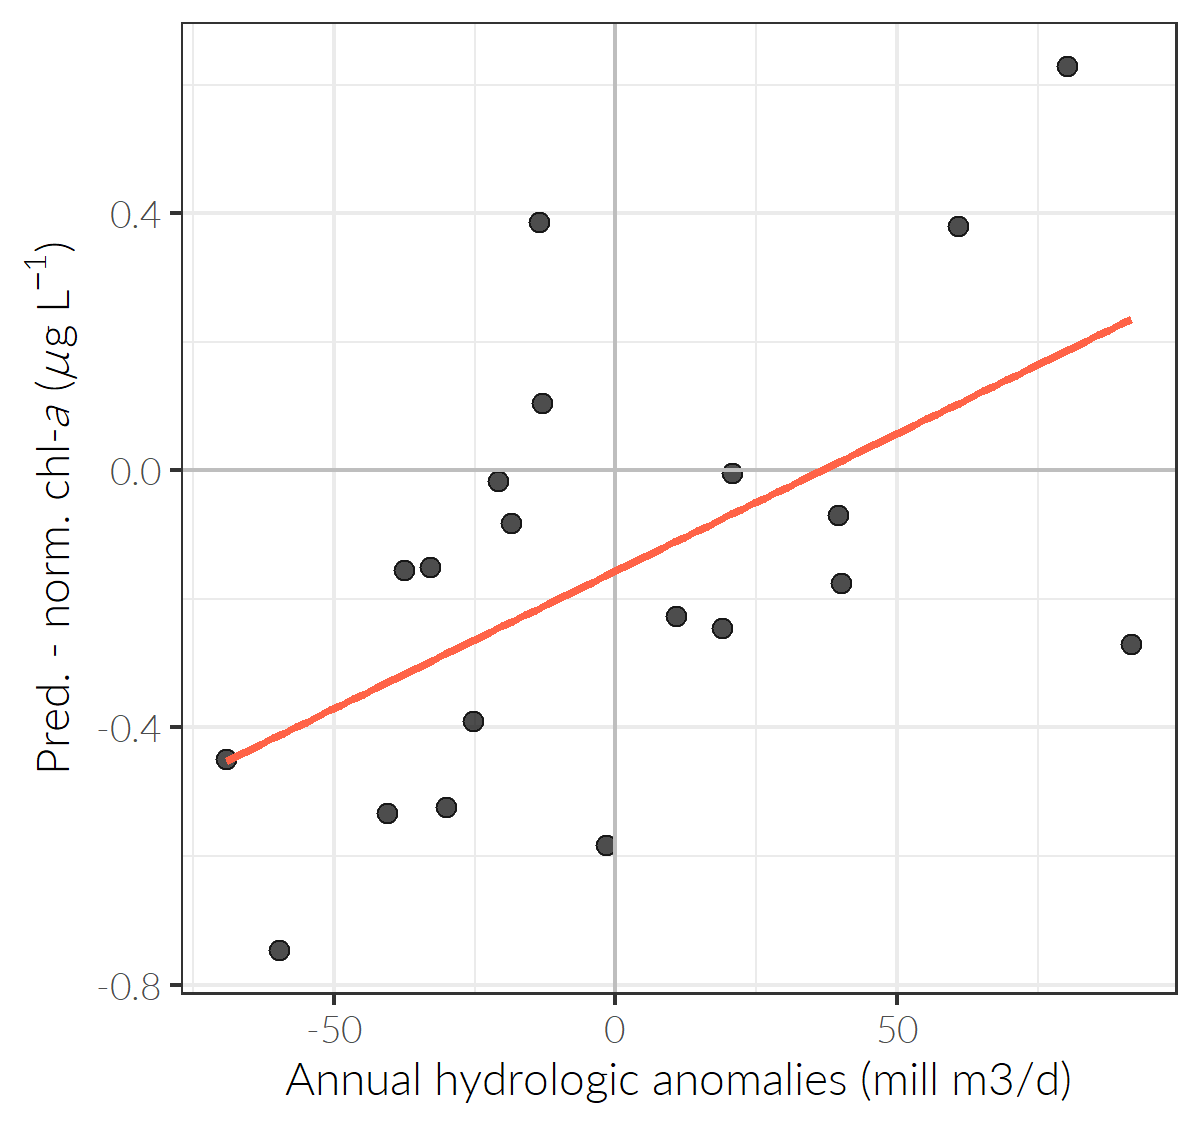 Pred. - norm. chl-a (μg L⁻¹)
0.4
0.0
-0.4
-0.8
-50 0 50
Annual hydrologic anomalies (mill m3/d)